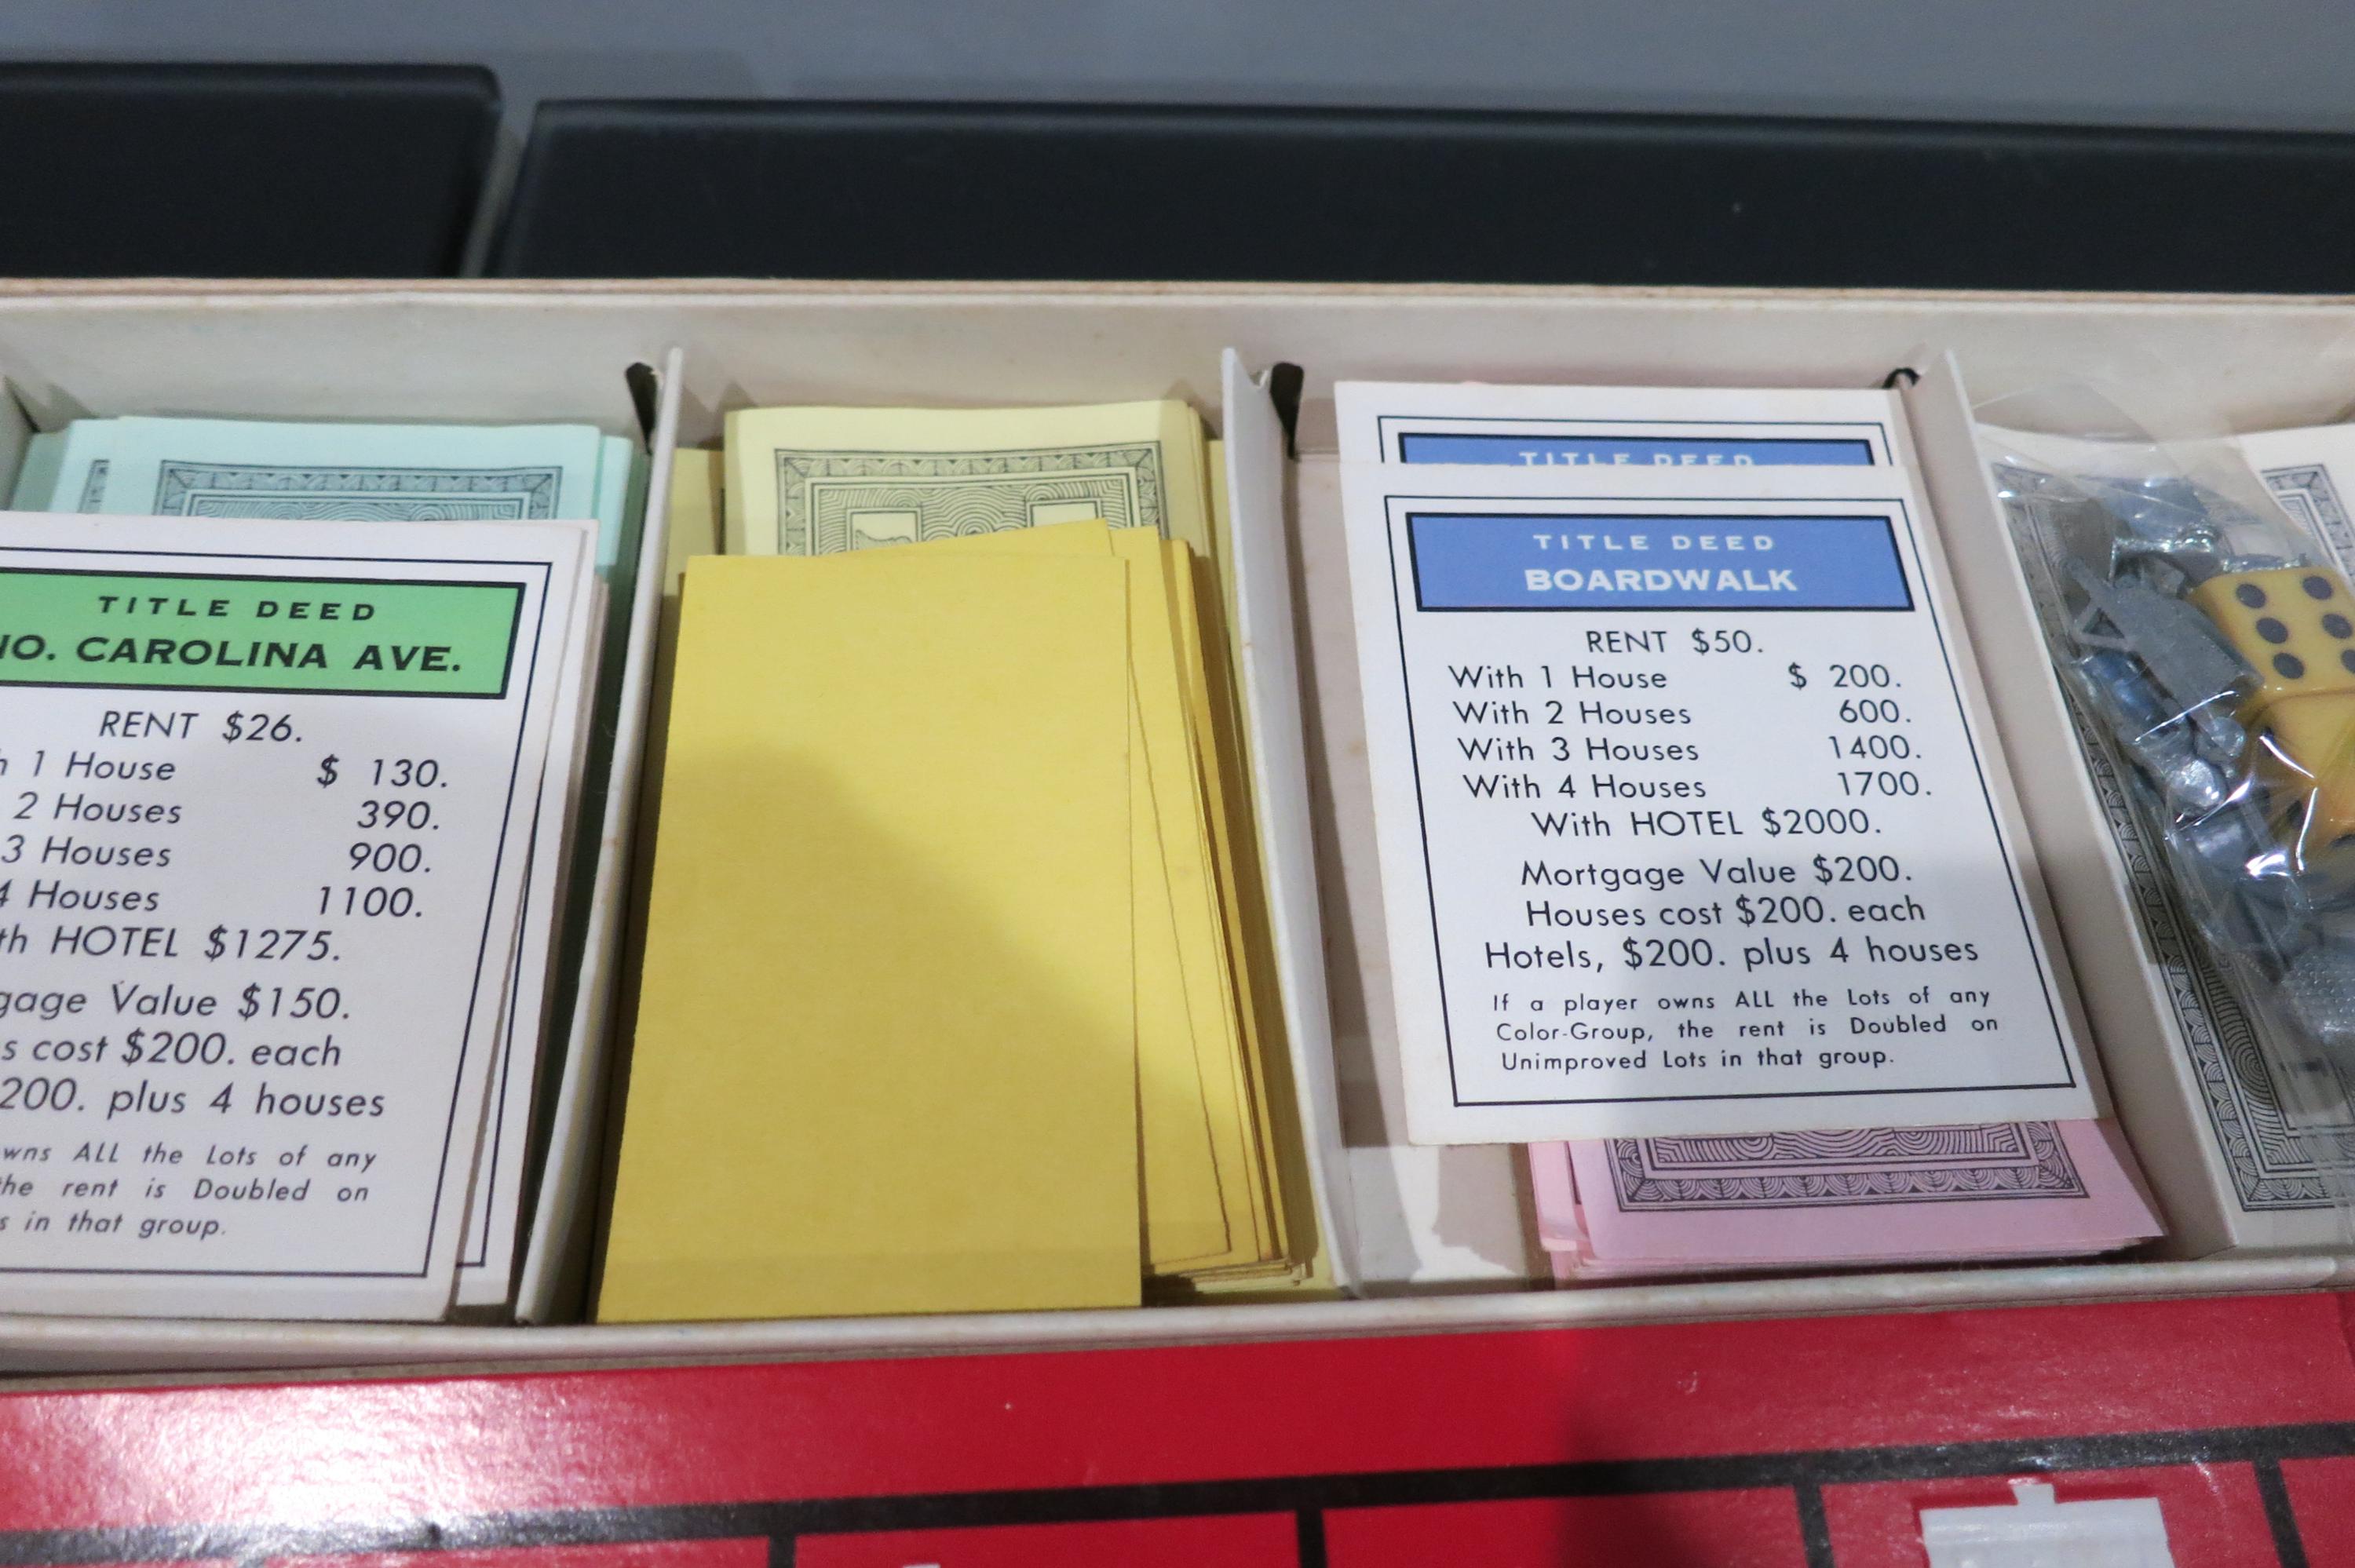 TITLE DEED
NO. CAROLINA AVE.
RENT $26.
1 House $ 130.
2 Houses 390.
3 Houses 900.
4 Houses 1100.
HOTEL $1275.
Value $150.
cost $200. each
200. plus 4 houses
ALL the Lots of any
the rent is Doubled on
in that group.
TITLE DEED
TITLE DEED
BOARDWALK
RENT $50.
With 1 House $ 200.
With 2 Houses 600.
With 3 Houses 1400.
With 4 Houses 1700.
With HOTEL $2000.
Mortgage Value $200.
Houses cost $200. each
Hotels, $200. plus 4 houses
If a player owns ALL the Lots of any
Color-Group, the rent is Doubled on
Unimproved Lots in that group.